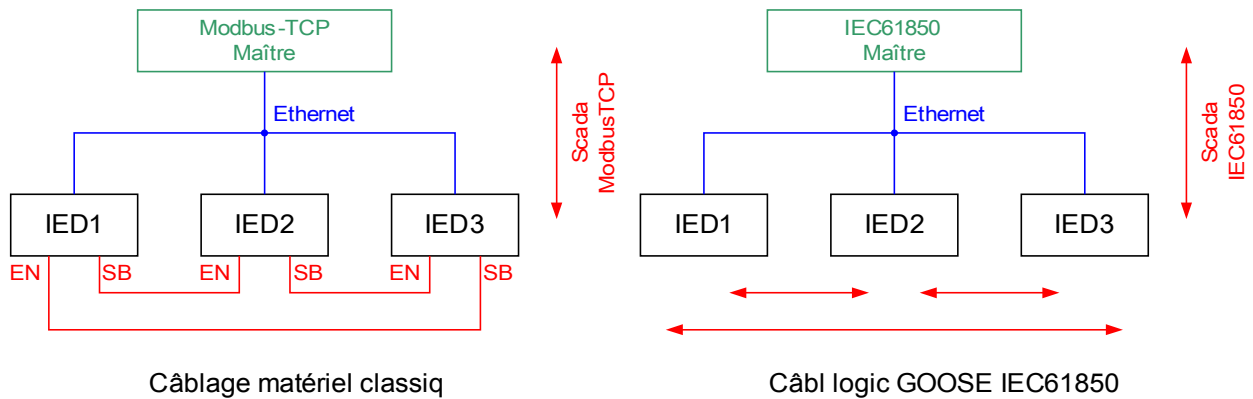 Modbus-TCP
Maître
Ethernet
Scada
ModbusTCP
IED1
IED2
IED3
EN
SB
EN
SB
EN
SB
Câblage matériel classiq
IEC61850
Maître
Ethernet
Scada
IEC61850
IED1
IED2
IED3
Câbl logic GOOSE IEC61850